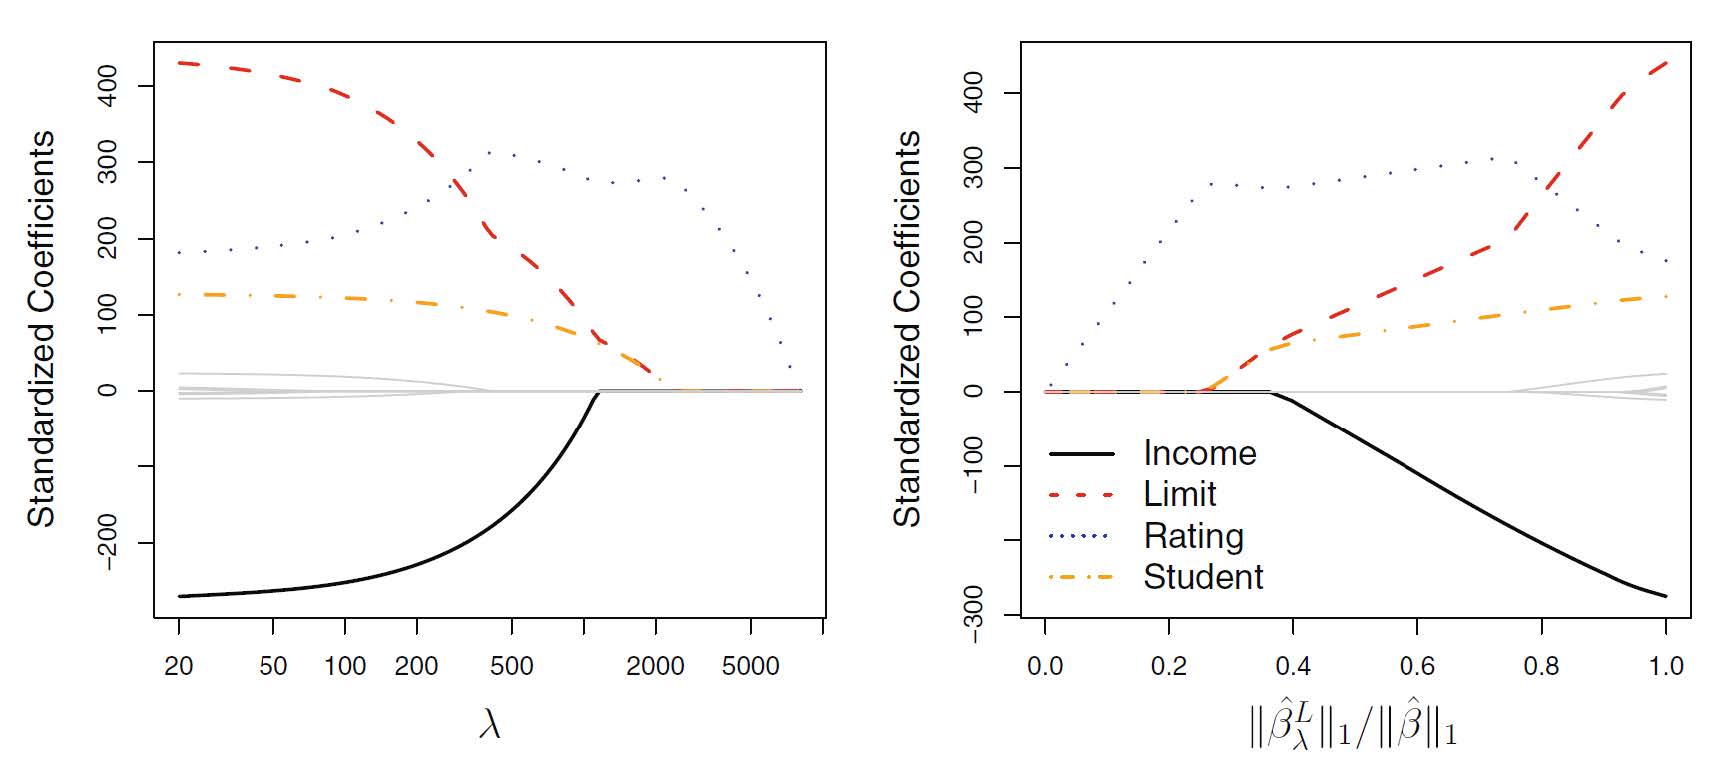 Standardized Coefficients
400
300
200
100
0
−200
20 50 100 200 500 2000 5000
λ
Standardized Coefficients
400
300
200
100
0
−100
−300
Income
Limit
Rating
Student
0.0 0.2 0.4 0.6 0.8 1.0
‖β̂λᴸ‖₁/‖β̂‖₁